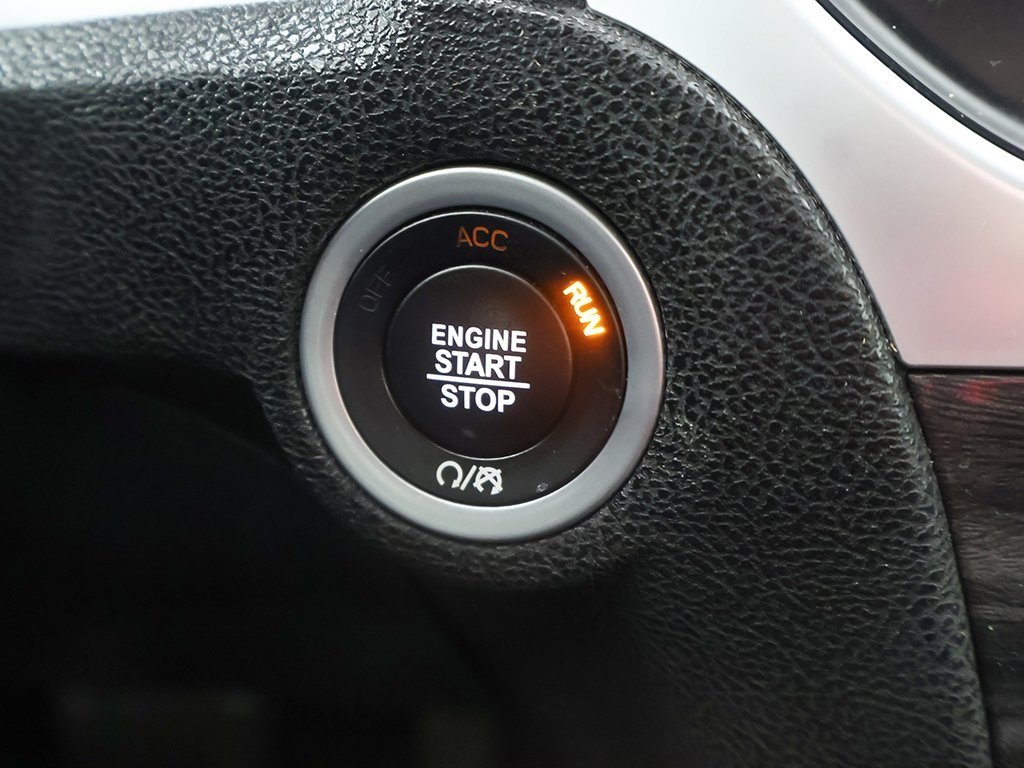 ACC
OFF
RUN
ENGINE
START
STOP